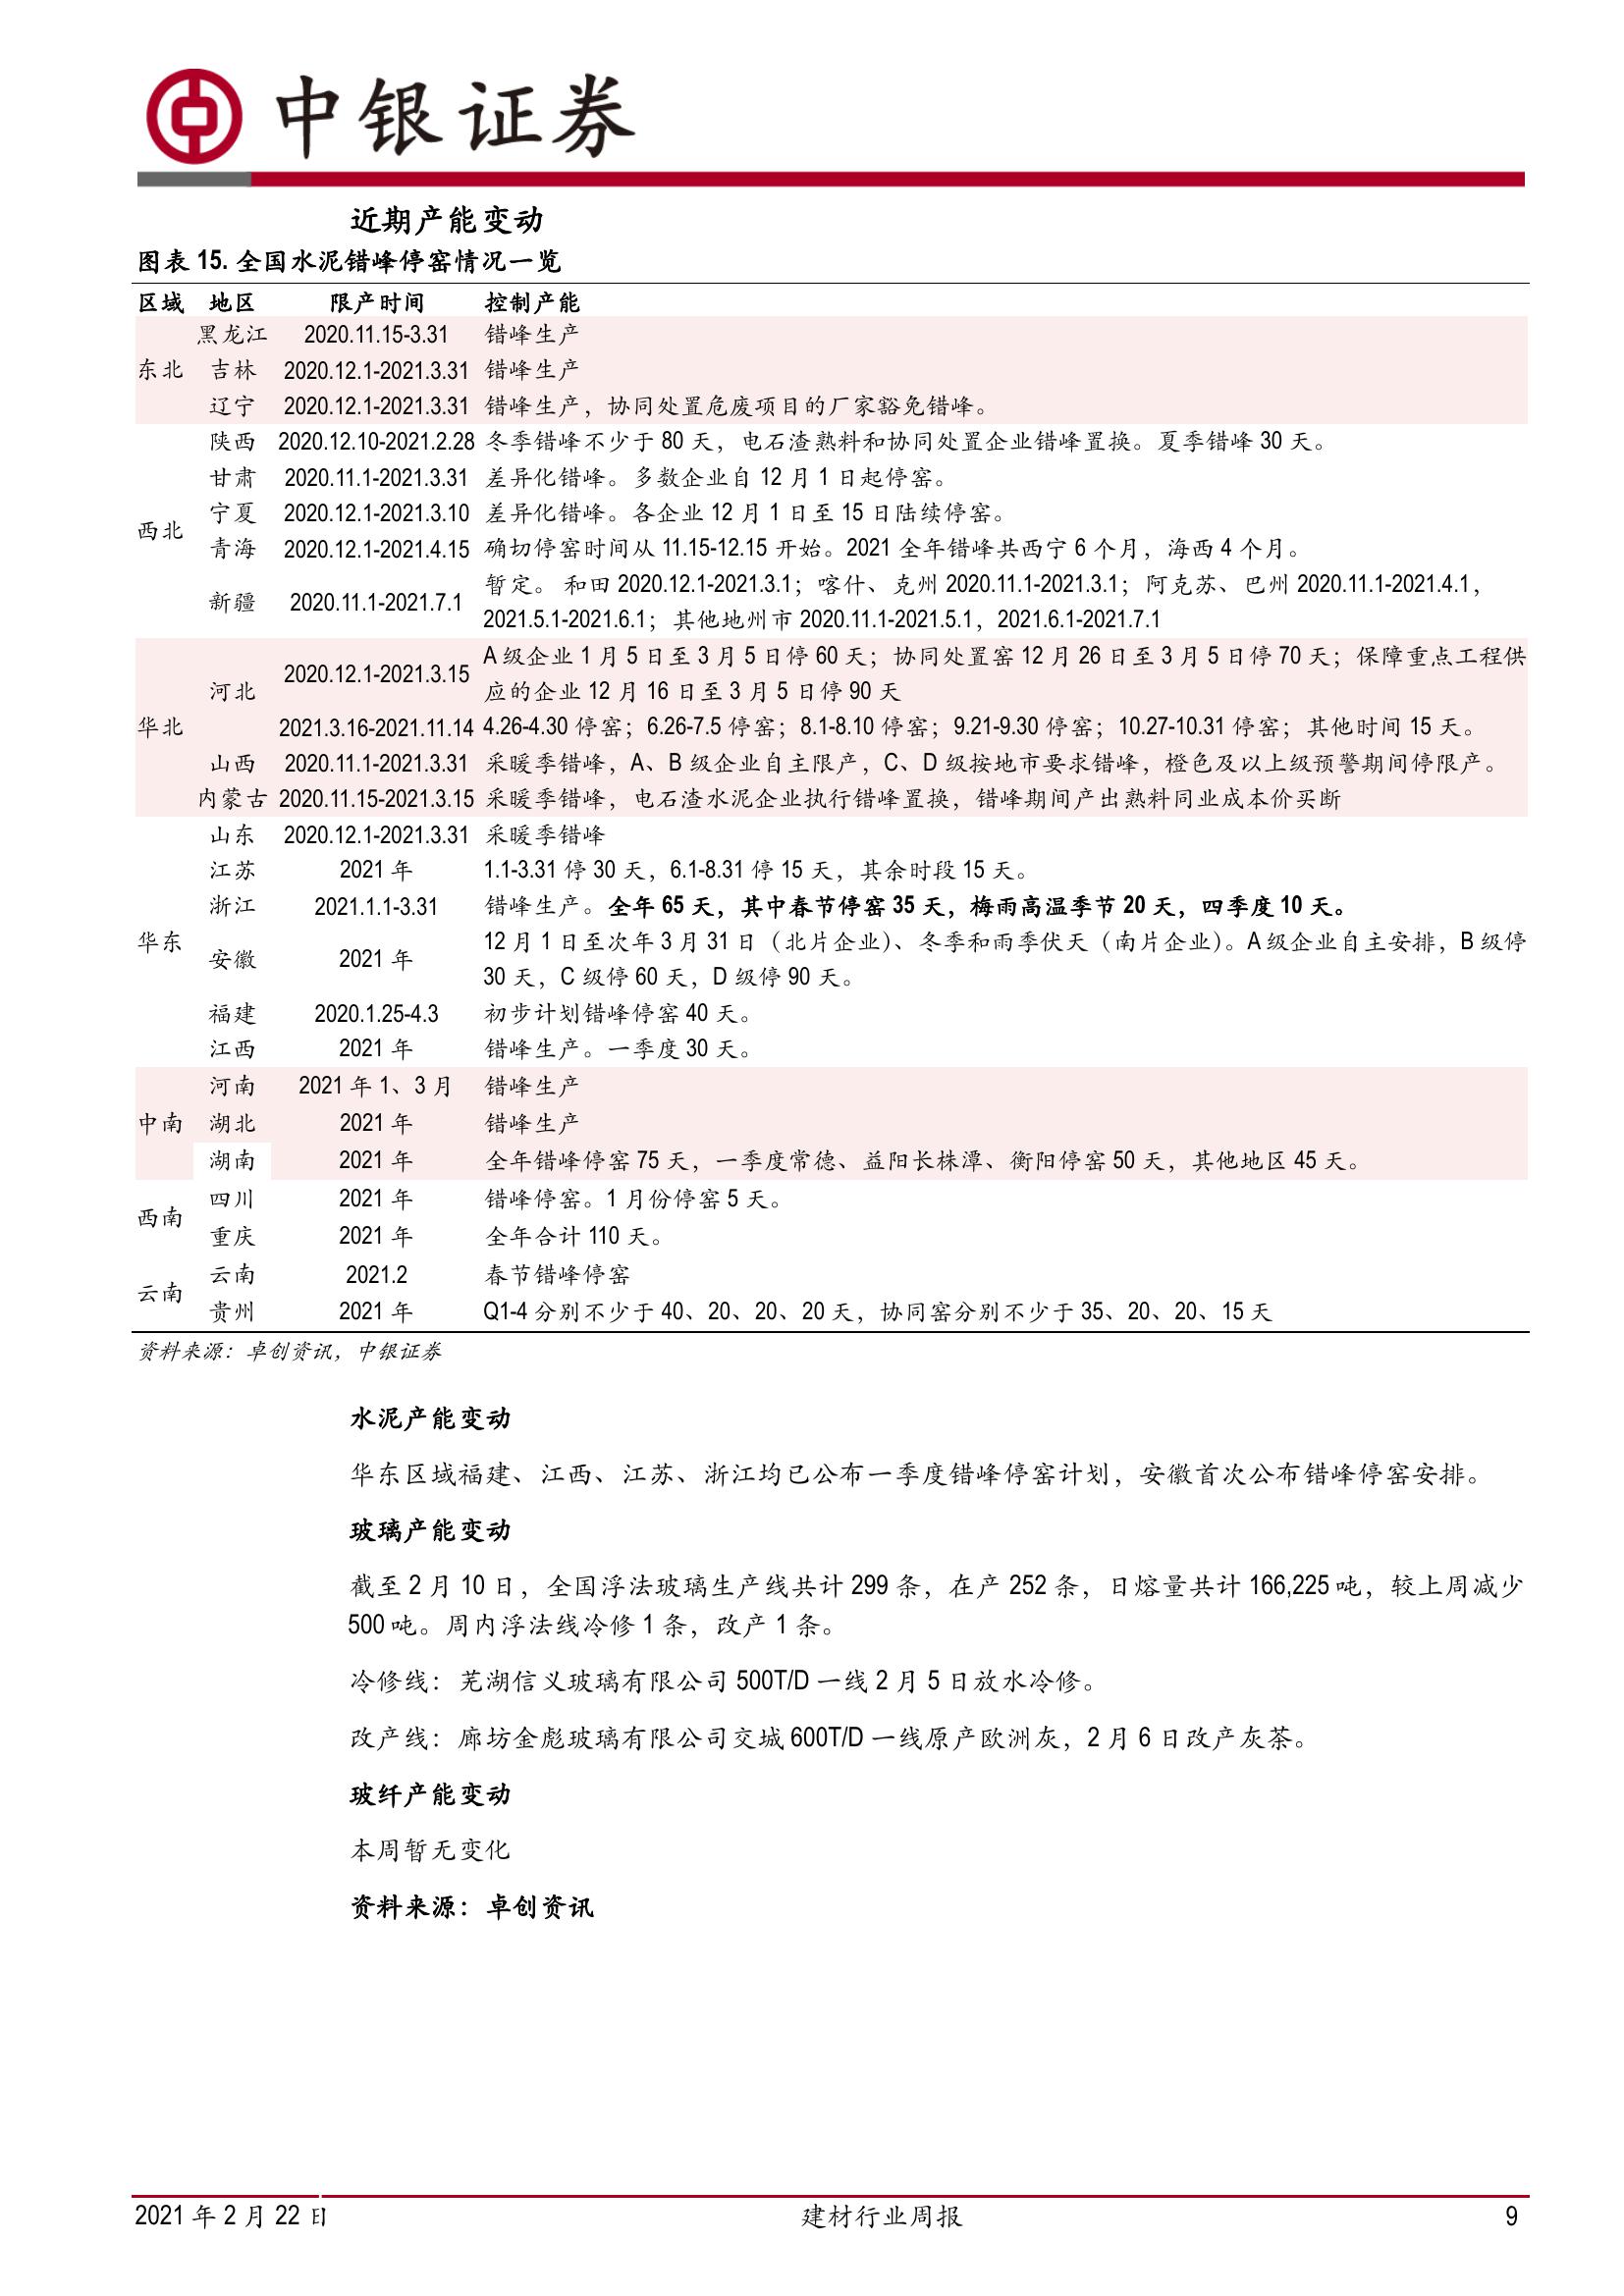 中银证券
近期产能变动
图表 15. 全国水泥错峰停窑情况一览
区域 地区 限产时间 控制产能
黑龙江 2020.11.15-3.31 错峰生产
东北 吉林 2020.12.1-2021.3.31 错峰生产
辽宁 2020.12.1-2021.3.31 错峰生产，协同处置危废项目的厂家豁免错峰。
陕西 2020.12.10-2021.2.28 冬季错峰不少于 80 天，电石渣熟料和协同处置企业错峰置换。夏季错峰 30 天。
甘肃 2020.11.1-2021.3.31 差异化错峰。多数企业自 12 月 1 日起停窑。
西北 宁夏 2020.12.1-2021.3.10 差异化错峰。各企业 12 月 1 日至 15 日陆续停窑。
青海 2020.12.1-2021.4.15 确切停窑时间从 11.15-12.15 开始。2021 全年错峰共西宁 6 个月，海西 4 个月。
新疆 2020.11.1-2021.7.1 暂定。 和田 2020.12.1-2021.3.1；喀什、克州 2020.11.1-2021.3.1；阿克苏、巴州 2020.11.1-2021.4.1，
2021.5.1-2021.6.1；其他地州市 2020.11.1-2021.5.1，2021.6.1-2021.7.1
华北 河北 2020.12.1-2021.3.15 A 级企业 1 月 5 日至 3 月 5 日停 60 天；协同处置窑 12 月 26 日至 3 月 5 日停 70 天；保障重点工程供
应的企业 12 月 16 日至 3 月 5 日停 90 天
2021.3.16-2021.11.14 4.26-4.30 停窑；6.26-7.5 停窑；8.1-8.10 停窑；9.21-9.30 停窑；10.27-10.31 停窑；其他时间 15 天。
山西 2020.11.1-2021.3.31 采暖季错峰，A、B 级企业自主限产，C、D 级按地市要求错峰，橙色及以上级预警期间停限产。
内蒙古 2020.11.15-2021.3.15 采暖季错峰，电石渣水泥企业执行错峰置换，错峰期间产出熟料同业成本价买断
山东 2020.12.1-2021.3.31 采暖季错峰
江苏 2021 年 1.1-3.31 停 30 天，6.1-8.31 停 15 天，其余时段 15 天。
浙江 2021.1.1-3.31 错峰生产。全年 65 天，其中春节停窑 35 天，梅雨高温季节 20 天，四季度 10 天。
华东 安徽 2021 年 12 月 1 日至次年 3 月 31 日（北片企业）、冬季和雨季伏天（南片企业）。A 级企业自主安排，B 级停
30 天，C 级停 60 天，D 级停 90 天。
福建 2020.1.25-4.3 初步计划错峰停窑 40 天。
江西 2021 年 错峰生产。一季度 30 天。
河南 2021 年 1、3 月 错峰生产
中南 湖北 2021 年 错峰生产
湖南 2021 年 全年错峰停窑 75 天，一季度常德、益阳长株潭、衡阳停窑 50 天，其他地区 45 天。
西南 四川 2021 年 错峰停窑。1 月份停窑 5 天。
重庆 2021 年 全年合计 110 天。
云南 云南 2021.2 春节错峰停窑
贵州 2021 年 Q1-4 分别不少于 40、20、20、20 天，协同窑分别不少于 35、20、20、15 天
资料来源：卓创资讯，中银证券
水泥产能变动
华东区域福建、江西、江苏、浙江均已公布一季度错峰停窑计划，安徽首次公布错峰停窑安排。
玻璃产能变动
截至 2 月 10 日，全国浮法玻璃生产线共计 299 条，在产 252 条，日熔量共计 166,225 吨，较上周减少
500 吨。周内浮法线冷修 1 条，改产 1 条。
冷修线：芜湖信义玻璃有限公司 500T/D 一线 2 月 5 日放水冷修。
改产线：廊坊金彪玻璃有限公司交城 600T/D 一线原产欧洲灰，2 月 6 日改产灰茶。
玻纤产能变动
本周暂无变化
资料来源：卓创资讯
2021 年 2 月 22 日 建材行业周报 9